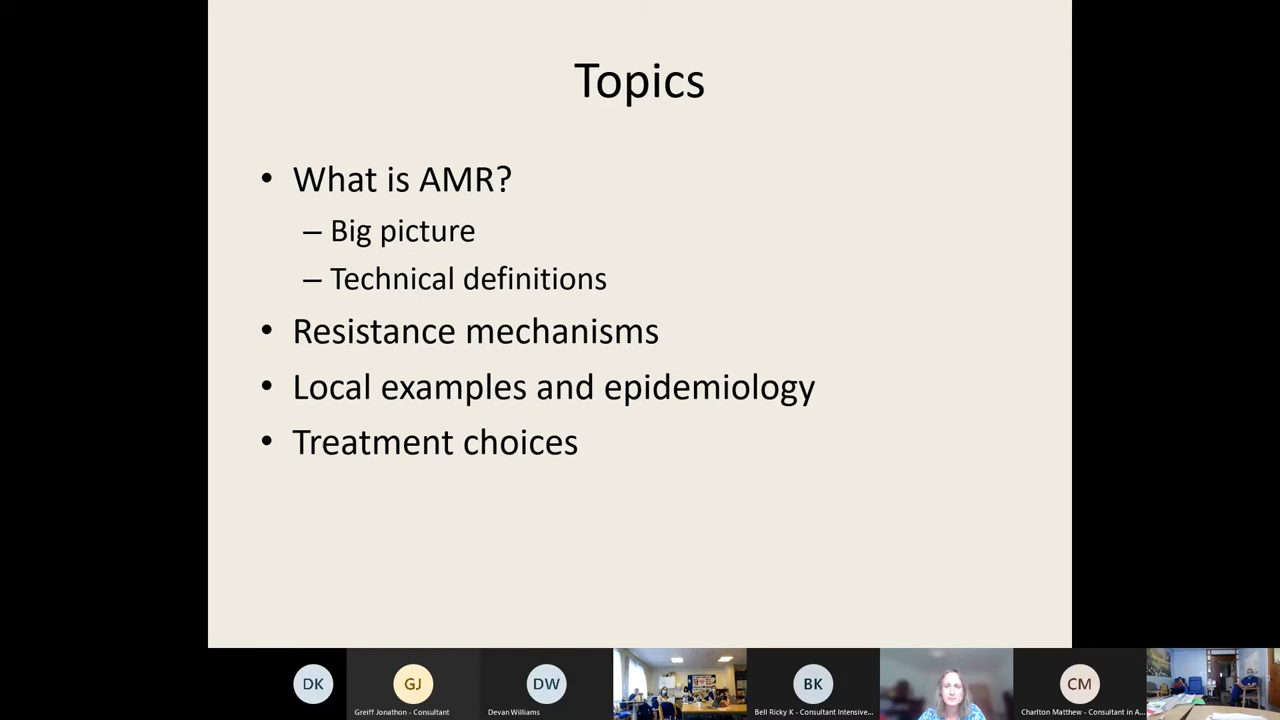 Topics
• What is AMR?
– Big picture
– Technical definitions
• Resistance mechanisms
• Local examples and epidemiology
• Treatment choices
DK
GJ
DW
BK
CM
Greiff Jonathon - Consultant
Devan Williams
Bell Ricky K - Consultant Intensive...
Charlton Matthew - Consultant in A...